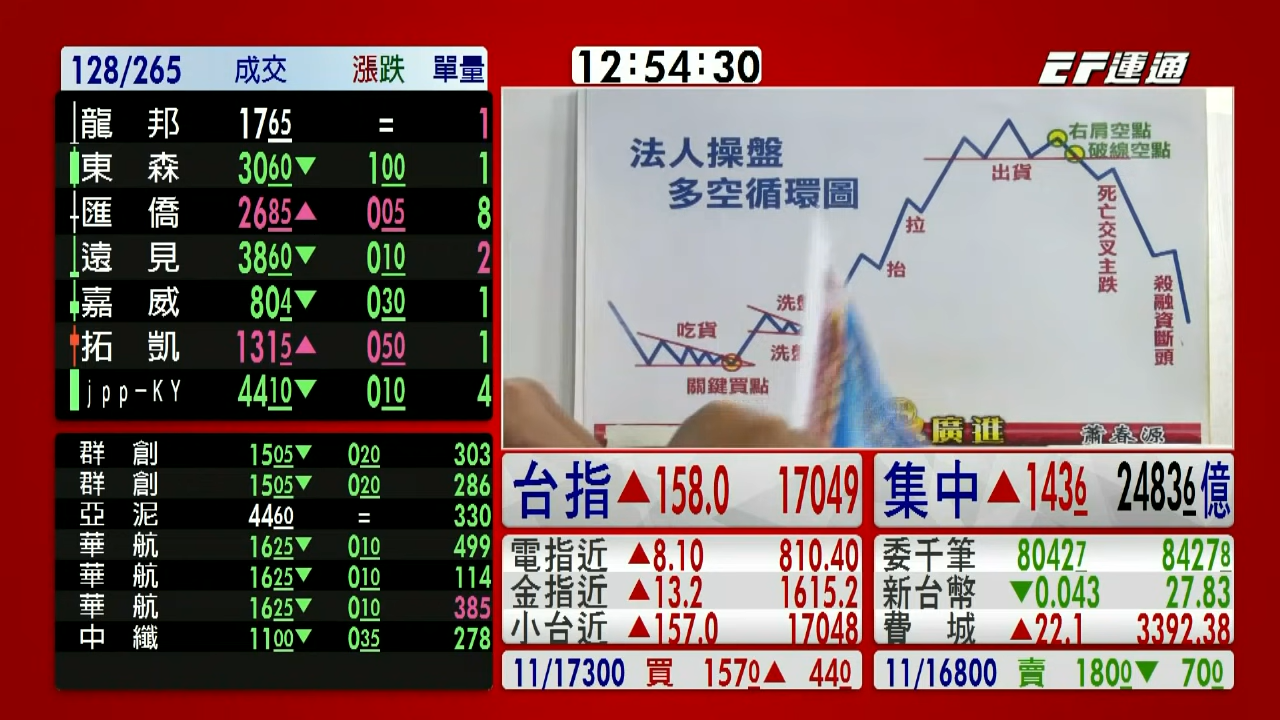 128/265 成交 漲跌 單量
龍邦 1765 = 1
東森 3060▼ 100 1
匯僑 2685▲ 005 8
遠見 3860▼ 010 2
嘉威 804▼ 030 1
拓凱 1315▲ 050 1
jpp-KY 4410▼ 010 4
群創 1505▼ 020 303
群創 1505▼ 020 286
亞泥 4460 = 330
華航 1625▼ 010 499
華航 1625▼ 010 114
華航 1625▼ 010 385
中纖 1100▼ 035 278
12:54:30
EF運通
法人操盤
多空循環圖
右肩空點
破線空點
出貨
拉
抬
死亡交叉主跌
殺融資斷頭
洗盤
吃貨
洗盤
關鍵買點
廣進
蕭春源
台指▲158.0 17049
電指近 ▲8.10 810.40
金指近 ▲13.2 1615.2
小台近 ▲157.0 17048
11/17300 買 1570▲ 440
集中▲1436 24836億
委千筆 80427 84278
新台幣 ▼0.043 27.83
費城 ▲22.1 3392.38
11/16800 賣 1800▼ 700